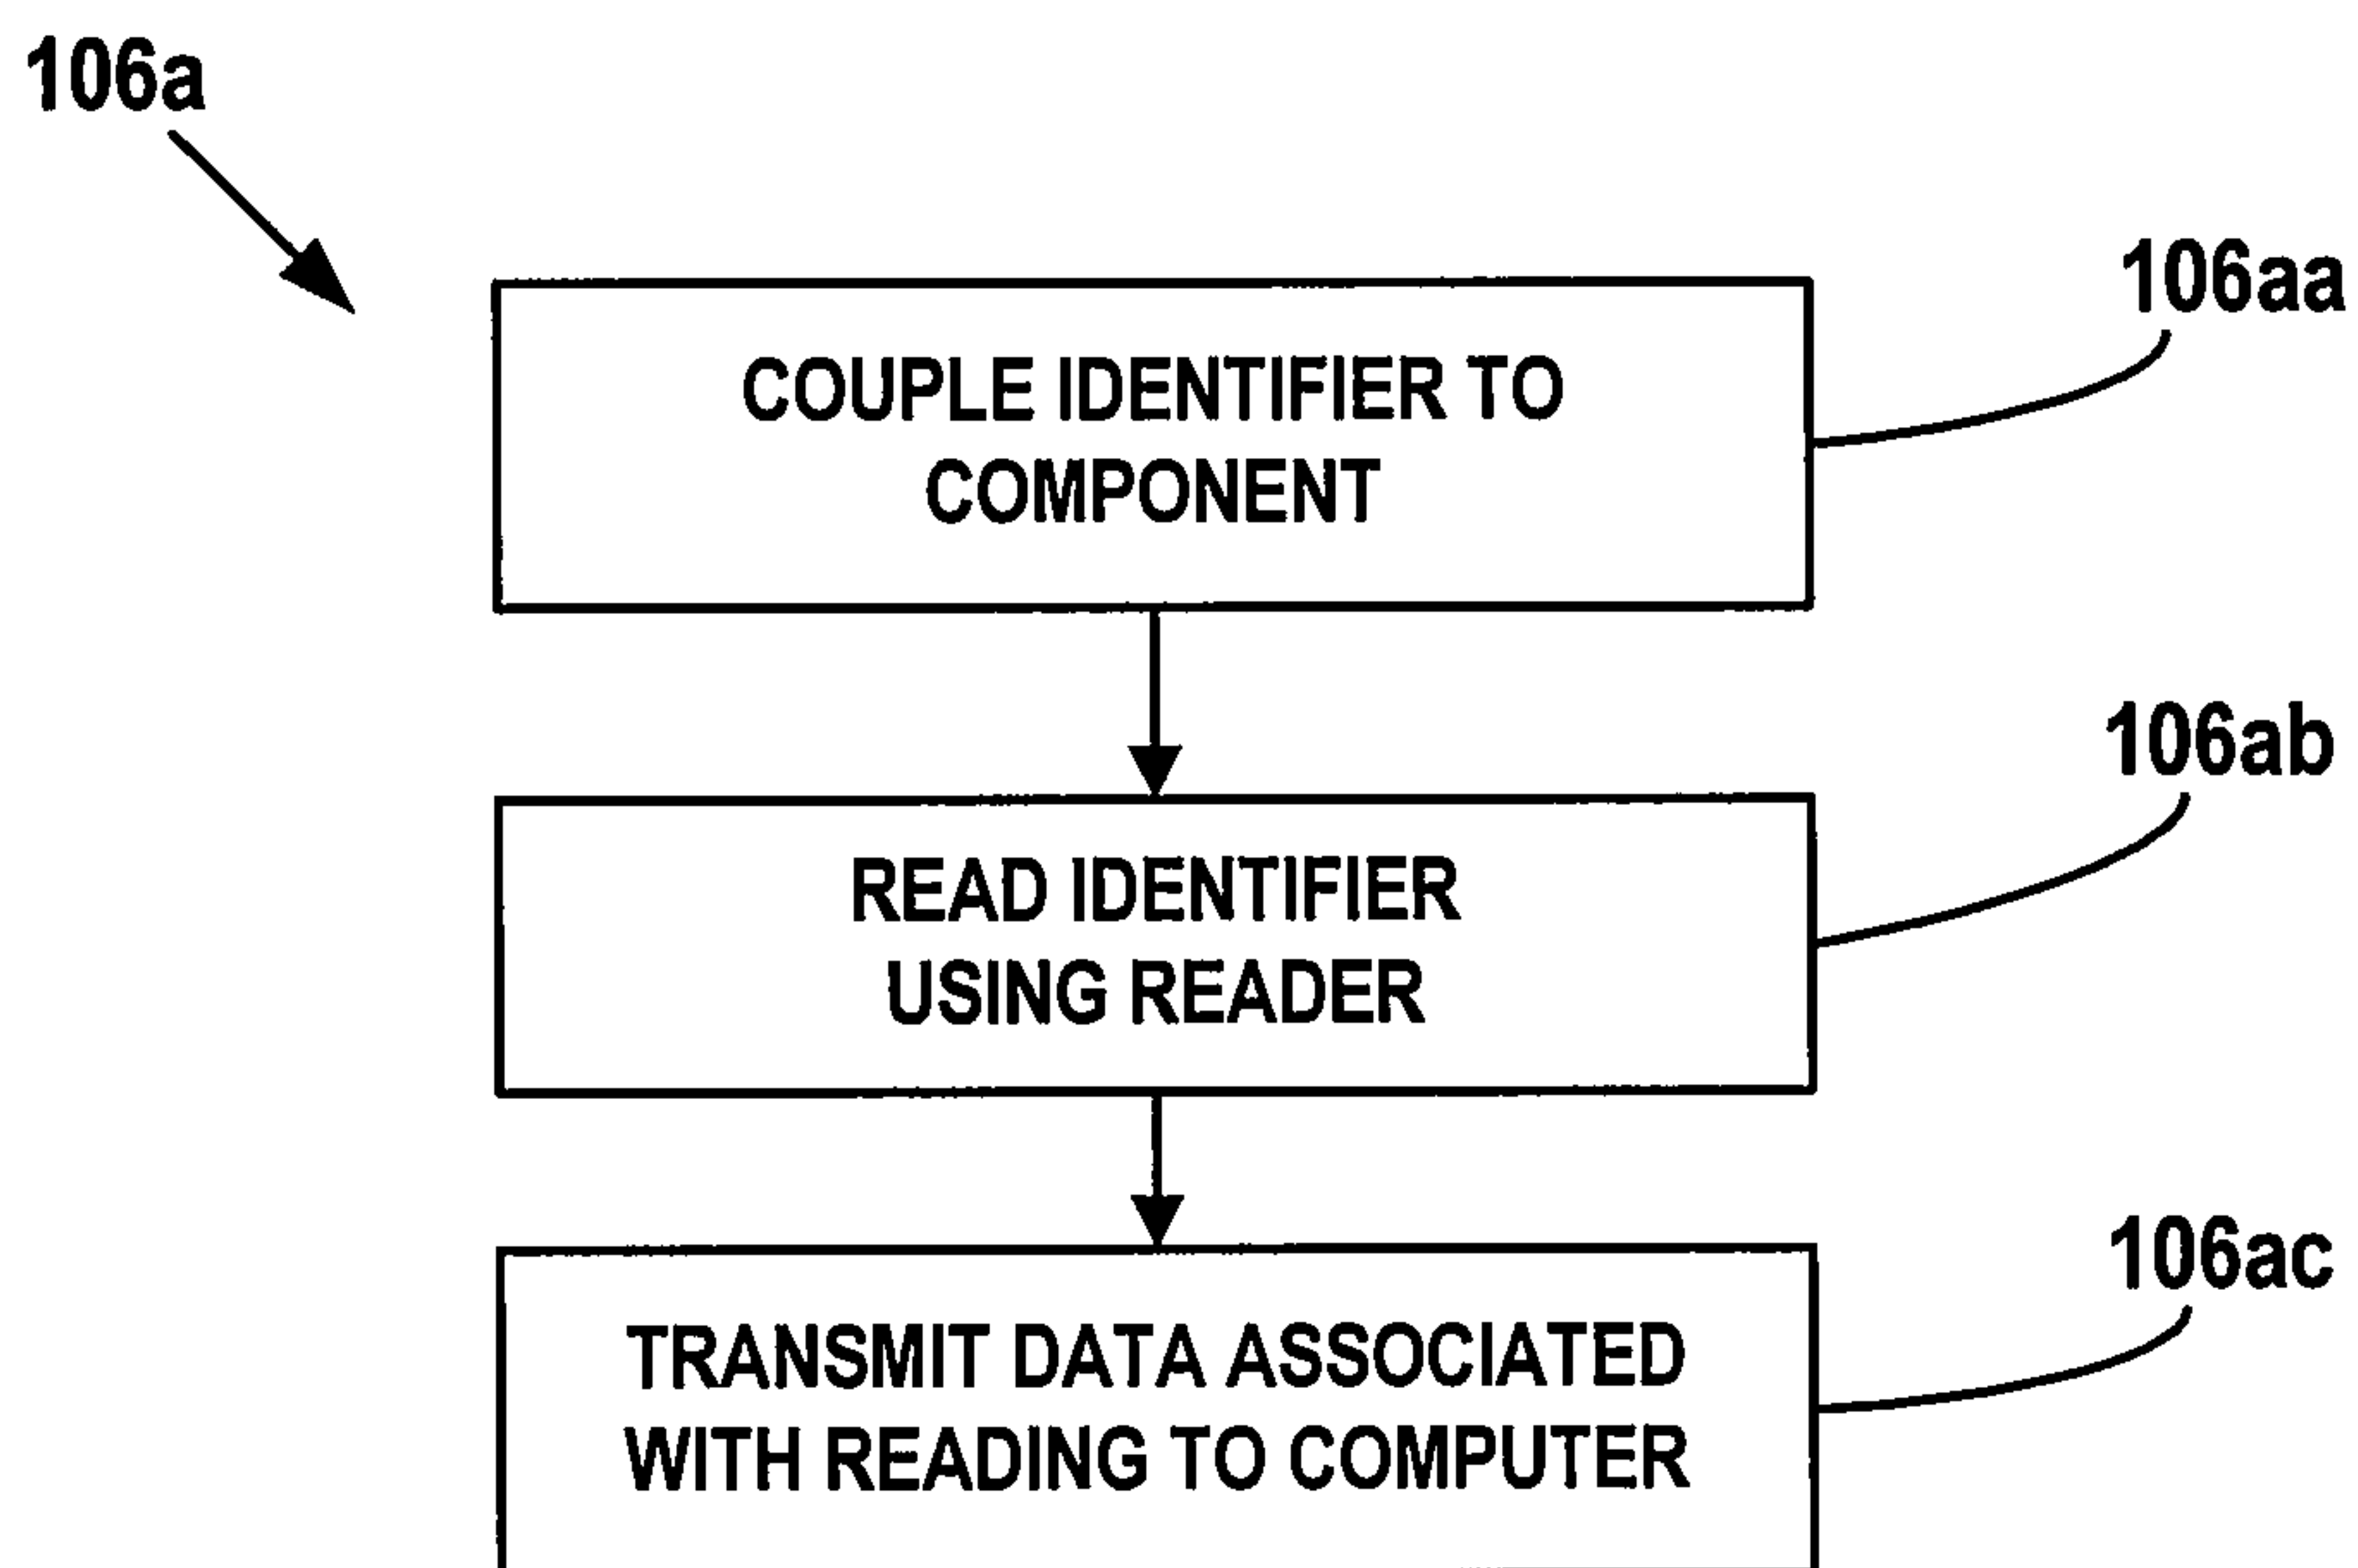 106a
106aa
COUPLE IDENTIFIER TO
COMPONENT
106ab
READ IDENTIFIER
USING READER
106ac
TRANSMIT DATA ASSOCIATED
WITH READING TO COMPUTER